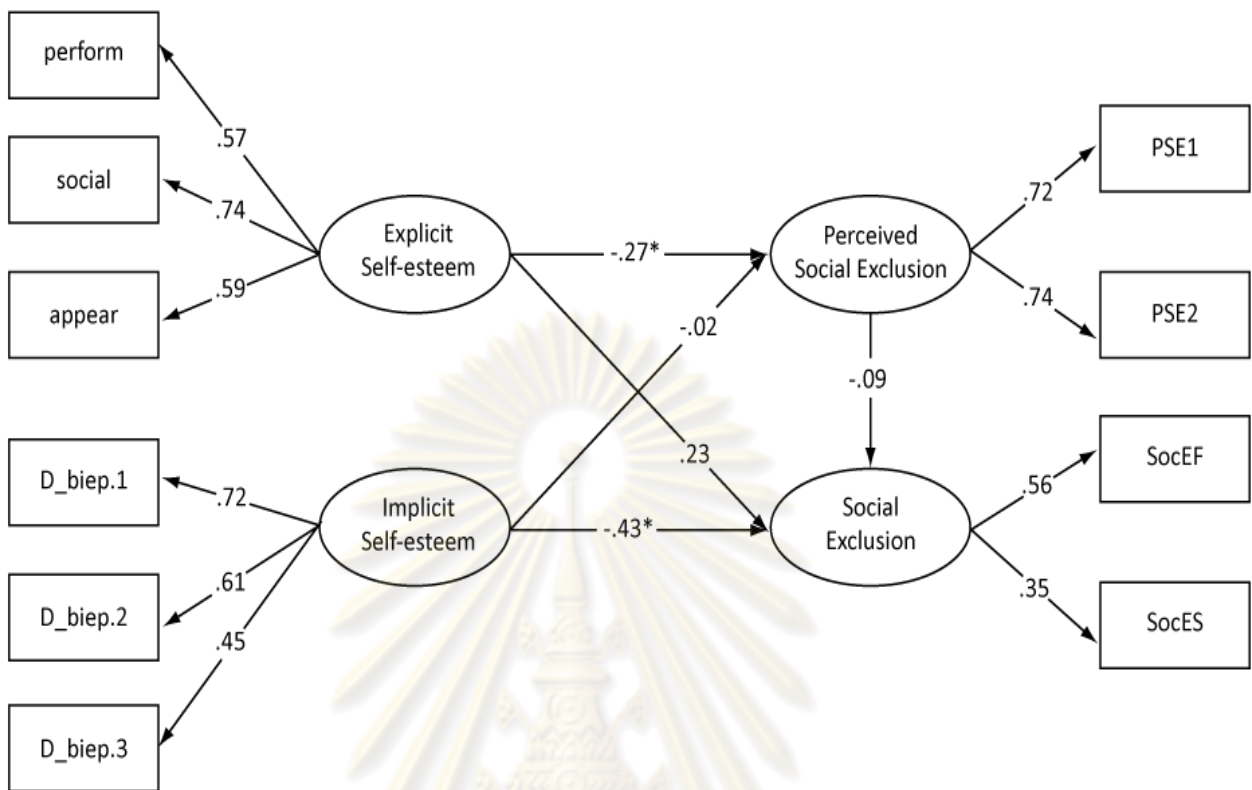 perform
.57
social
.74
appear
.59
Explicit
Self-esteem
-.27*
Perceived
Social Exclusion
.72
PSE1
.74
PSE2
-.02
-.09
.23
D_biep.1
.72
D_biep.2
.61
D_biep.3
.45
Implicit
Self-esteem
-.43*
Social
Exclusion
.56
SocEF
.35
SocES